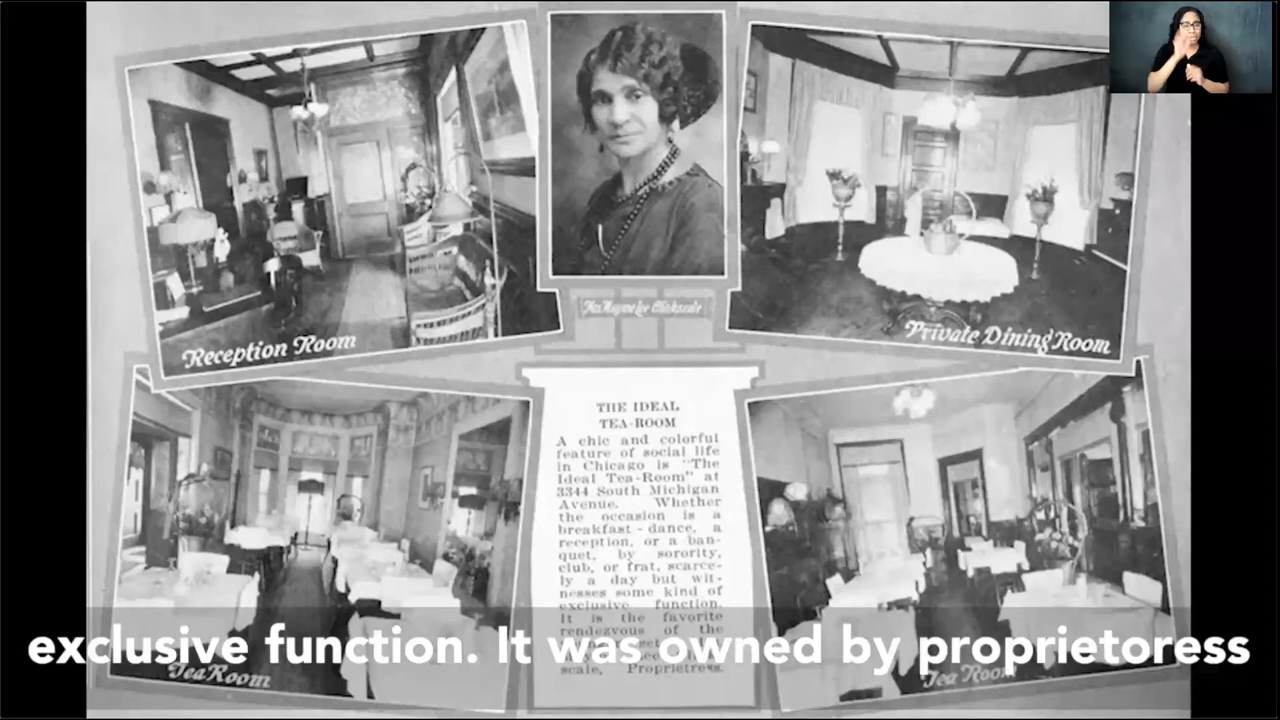 Reception Room
Mrs. Mayme Lee Clinkscale
Private Dining Room
THE IDEAL
TEA-ROOM
A chic and colorful
feature of social life
in Chicago is "The
Ideal Tea-Room" at
3344 South Michigan
Avenue. Whether
the occasion is a
breakfast - dance, a
reception, or a ban-
quet, by sorority,
club, or frat, scarce-
ly a day but wit-
nesses some kind of
exclusive function.
It is the favorite
rendezvous of the
scale, Proprietress.
Tea Room
Tea Room
exclusive function. It was owned by proprietoress